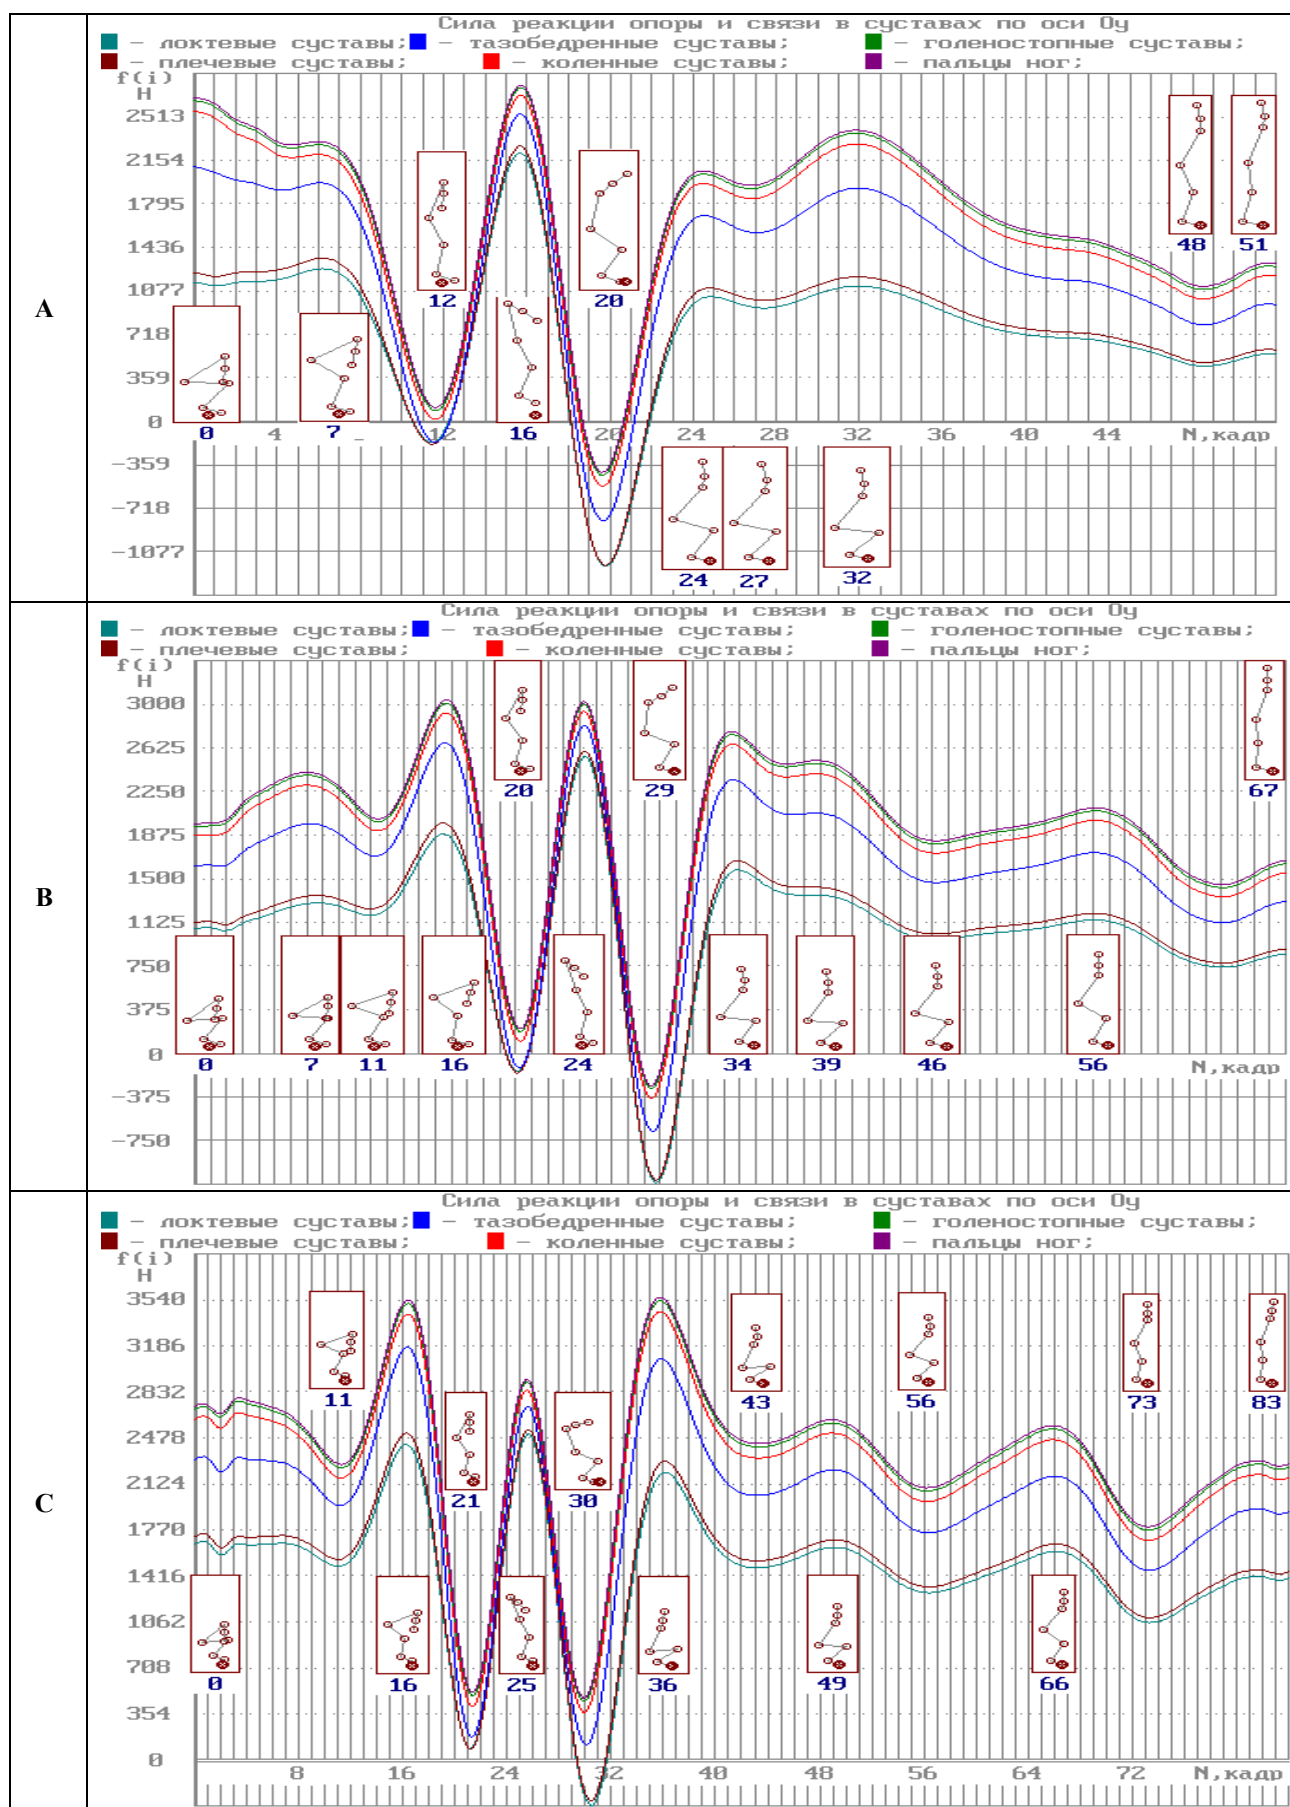 Сила реакции опоры и связи в суставах по оси Oy
- локтевые суставы; - тазобедренные суставы; - голеностопные суставы;
- плечевые суставы; - коленные суставы; - пальцы ног;
f(i)
Н
2513
2154
1795
48 51
1436
12 20
1077
A
718
359
0
0 4 7 12 16 20 24 28 32 36 40 44 N,кадр
-359
-718
-1077
24 27 32
Сила реакции опоры и связи в суставах по оси Oy
- локтевые суставы; - тазобедренные суставы; - голеностопные суставы;
- плечевые суставы; - коленные суставы; - пальцы ног;
f(i)
Н
3000
2625
2250
20 29 67
1875
1500
B
1125
750
375
0
0 7 11 16 24 34 39 46 56 N,кадр
-375
-750
Сила реакции опоры и связи в суставах по оси Oy
- локтевые суставы; - тазобедренные суставы; - голеностопные суставы;
- плечевые суставы; - коленные суставы; - пальцы ног;
f(i)
Н
3540
3186
2832
11 43 56 73 83
2478
2124
21 30
C
1770
1416
1062
708
0 16 25 36 49 66
354
0
8 16 24 32 40 48 56 64 72 N,кадр